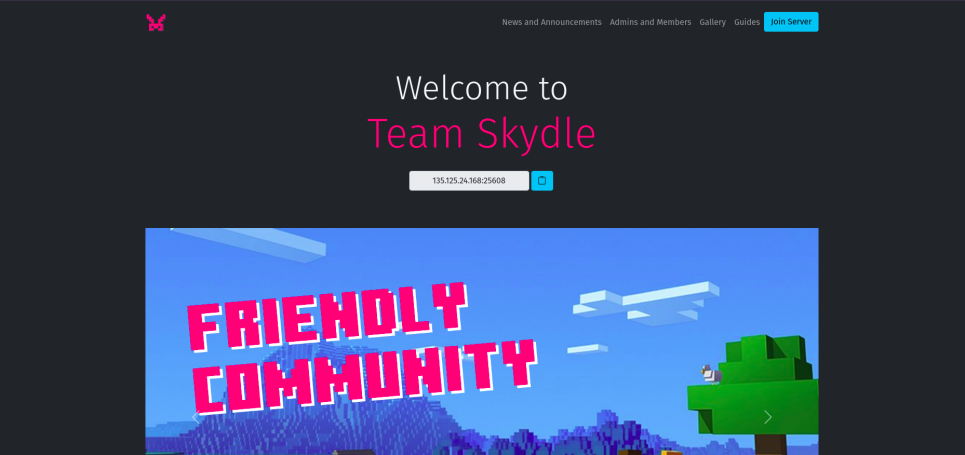 News and Announcements Admins and Members Gallery Guides Join Server
Welcome to
Team Skydle
135.125.24.168:25608
FRIENDLY
COMMUNITY